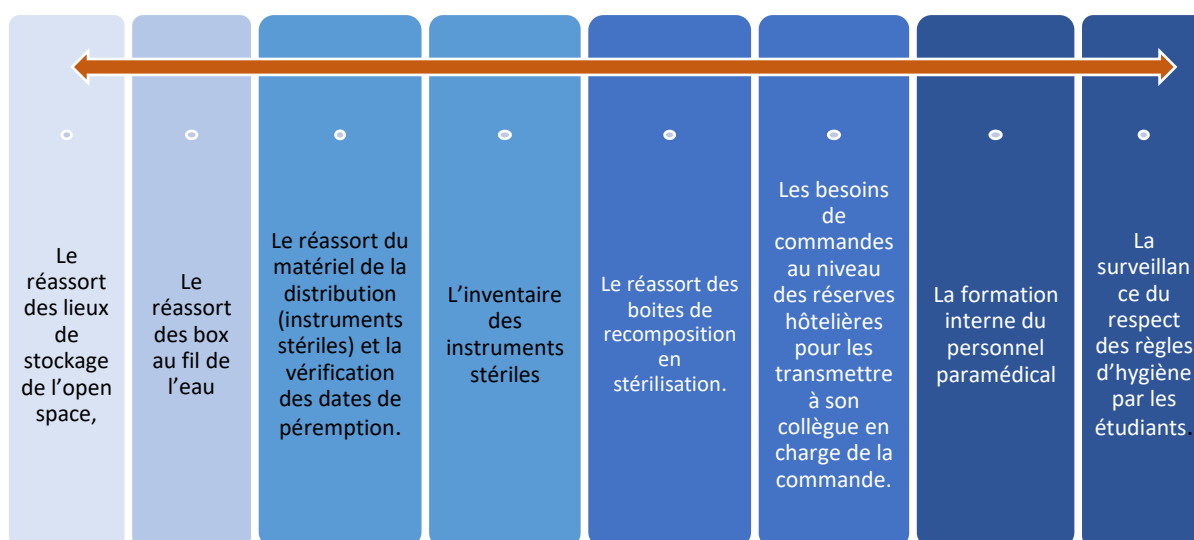 Le
réassort
des lieux
de
stockage
de l’open
space,
Le
réassort
des box
au fil de
l’eau
Le réassort du
matériel de la
distribution
(instruments
stériles) et la
vérification
des dates de
péremption.
L’inventaire
des
instruments
stériles
Le réassort des
boites de
recomposition
en
stérilisation.
Les besoins
de
commandes
au niveau
des réserves
hôtelières
pour les
transmettre
à son
collègue en
charge de la
commande.
La formation
interne du
personnel
paramédical
La
surveillan
ce du
respect
des règles
d’hygiène
par les
étudiants.